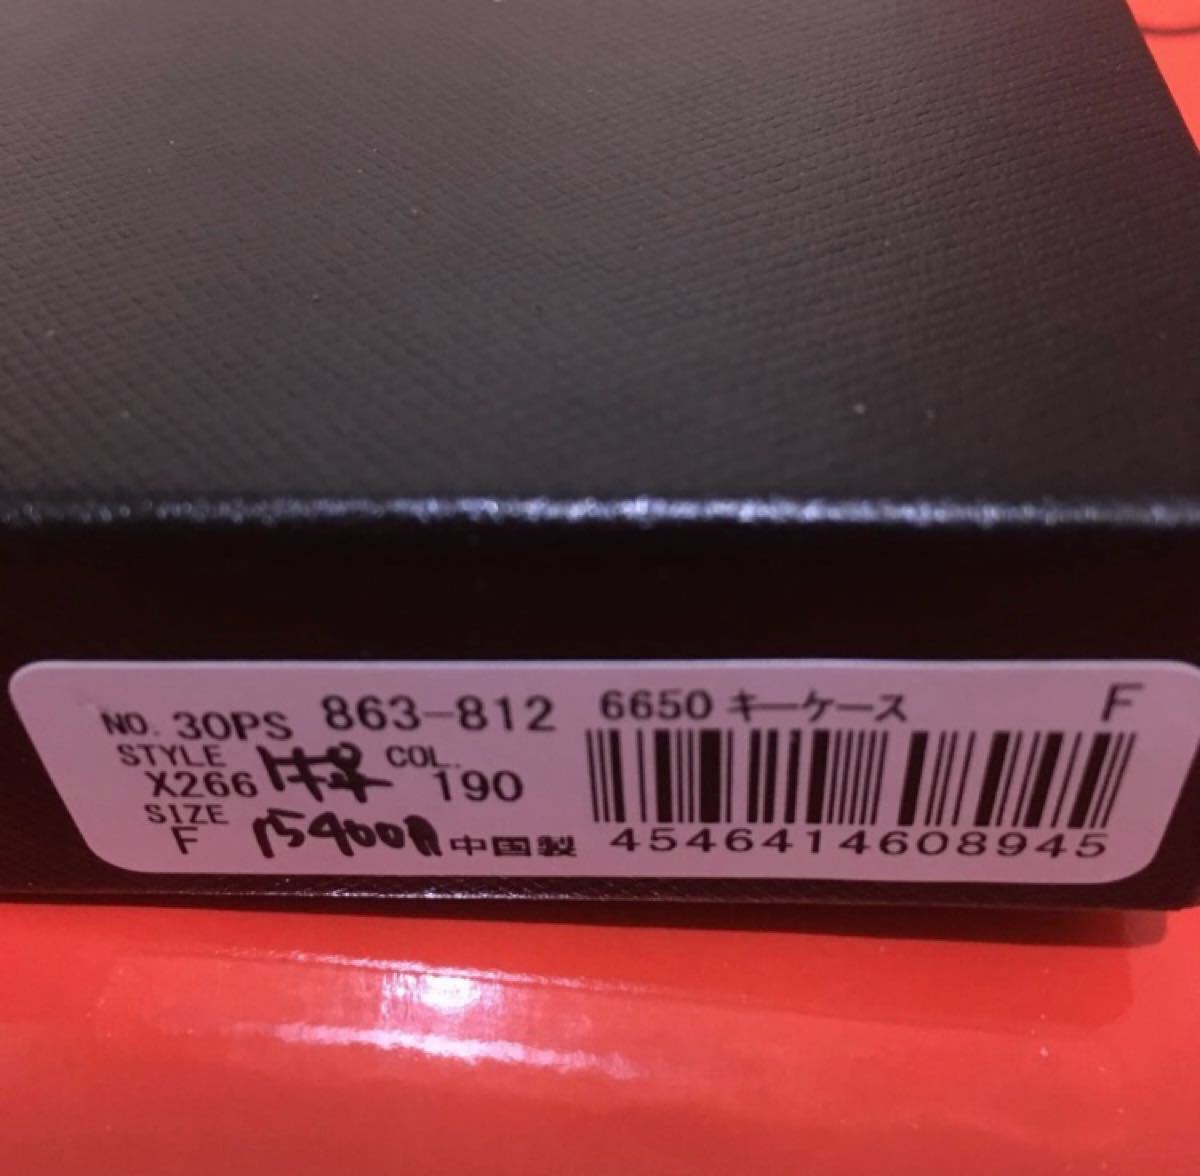 NO. 30PS 863-812 6650 キーケース F
STYLE COL.
X266 190
SIZE
F 15400円 中国製 4546414608945